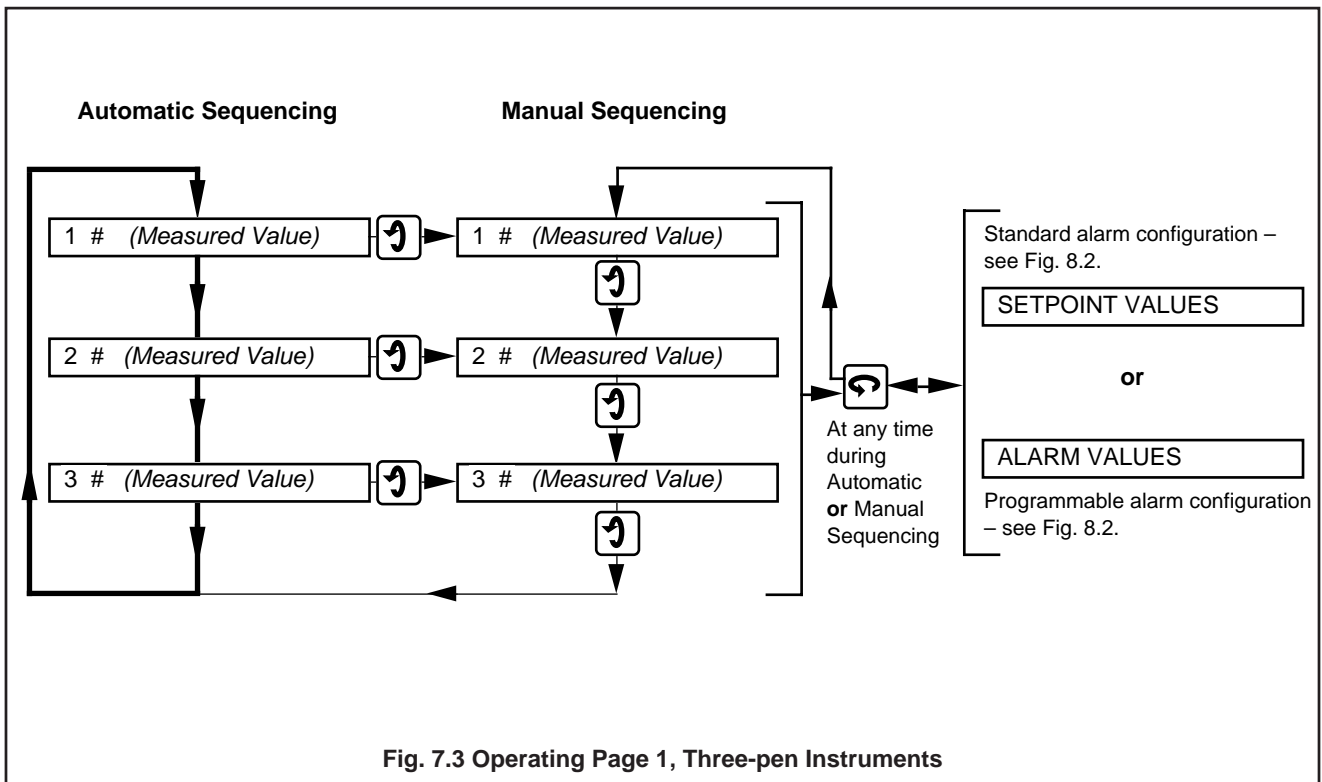 Automatic Sequencing
Manual Sequencing
1 # (Measured Value)
1 # (Measured Value)
2 # (Measured Value)
2 # (Measured Value)
3 # (Measured Value)
3 # (Measured Value)
At any time
during
Automatic
or Manual
Sequencing
Standard alarm configuration –
see Fig. 8.2.
SETPOINT VALUES
or
ALARM VALUES
Programmable alarm configuration
– see Fig. 8.2.
Fig. 7.3 Operating Page 1, Three-pen Instruments